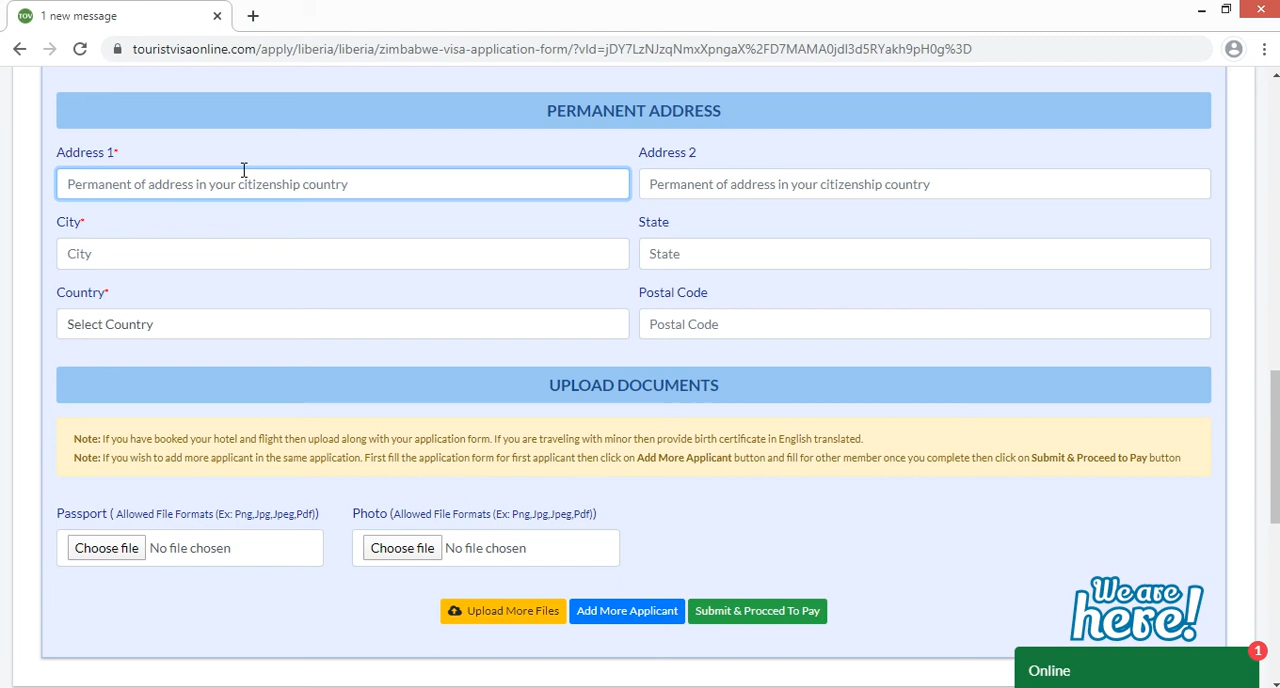 TOV 1 new message
touristvisaonline.com/apply/liberia/liberia/zimbabwe-visa-application-form/?vId=jDY7LzNJzqNmxXpngaX%2FD7MAMA0jdI3d5RYakh9pH0g%3D
PERMANENT ADDRESS
Address 1* Address 2
Permanent of address in your citizenship country Permanent of address in your citizenship country
City* State
City State
Country* Postal Code
Select Country Postal Code
UPLOAD DOCUMENTS
Note: If you have booked your hotel and flight then upload along with your application form. If you are traveling with minor then provide birth certificate in English translated.
Note: If you wish to add more applicant in the same application. First fill the application form for first applicant then click on Add More Applicant button and fill for other member once you complete then click on Submit & Proceed to Pay button
Passport ( Allowed File Formats (Ex: Png,Jpg,Jpeg,Pdf)) Photo (Allowed File Formats (Ex: Png,Jpg,Jpeg,Pdf))
Choose file No file chosen Choose file No file chosen
Upload More Files Add More Applicant Submit & Procced To Pay
We are
here!
1
Online